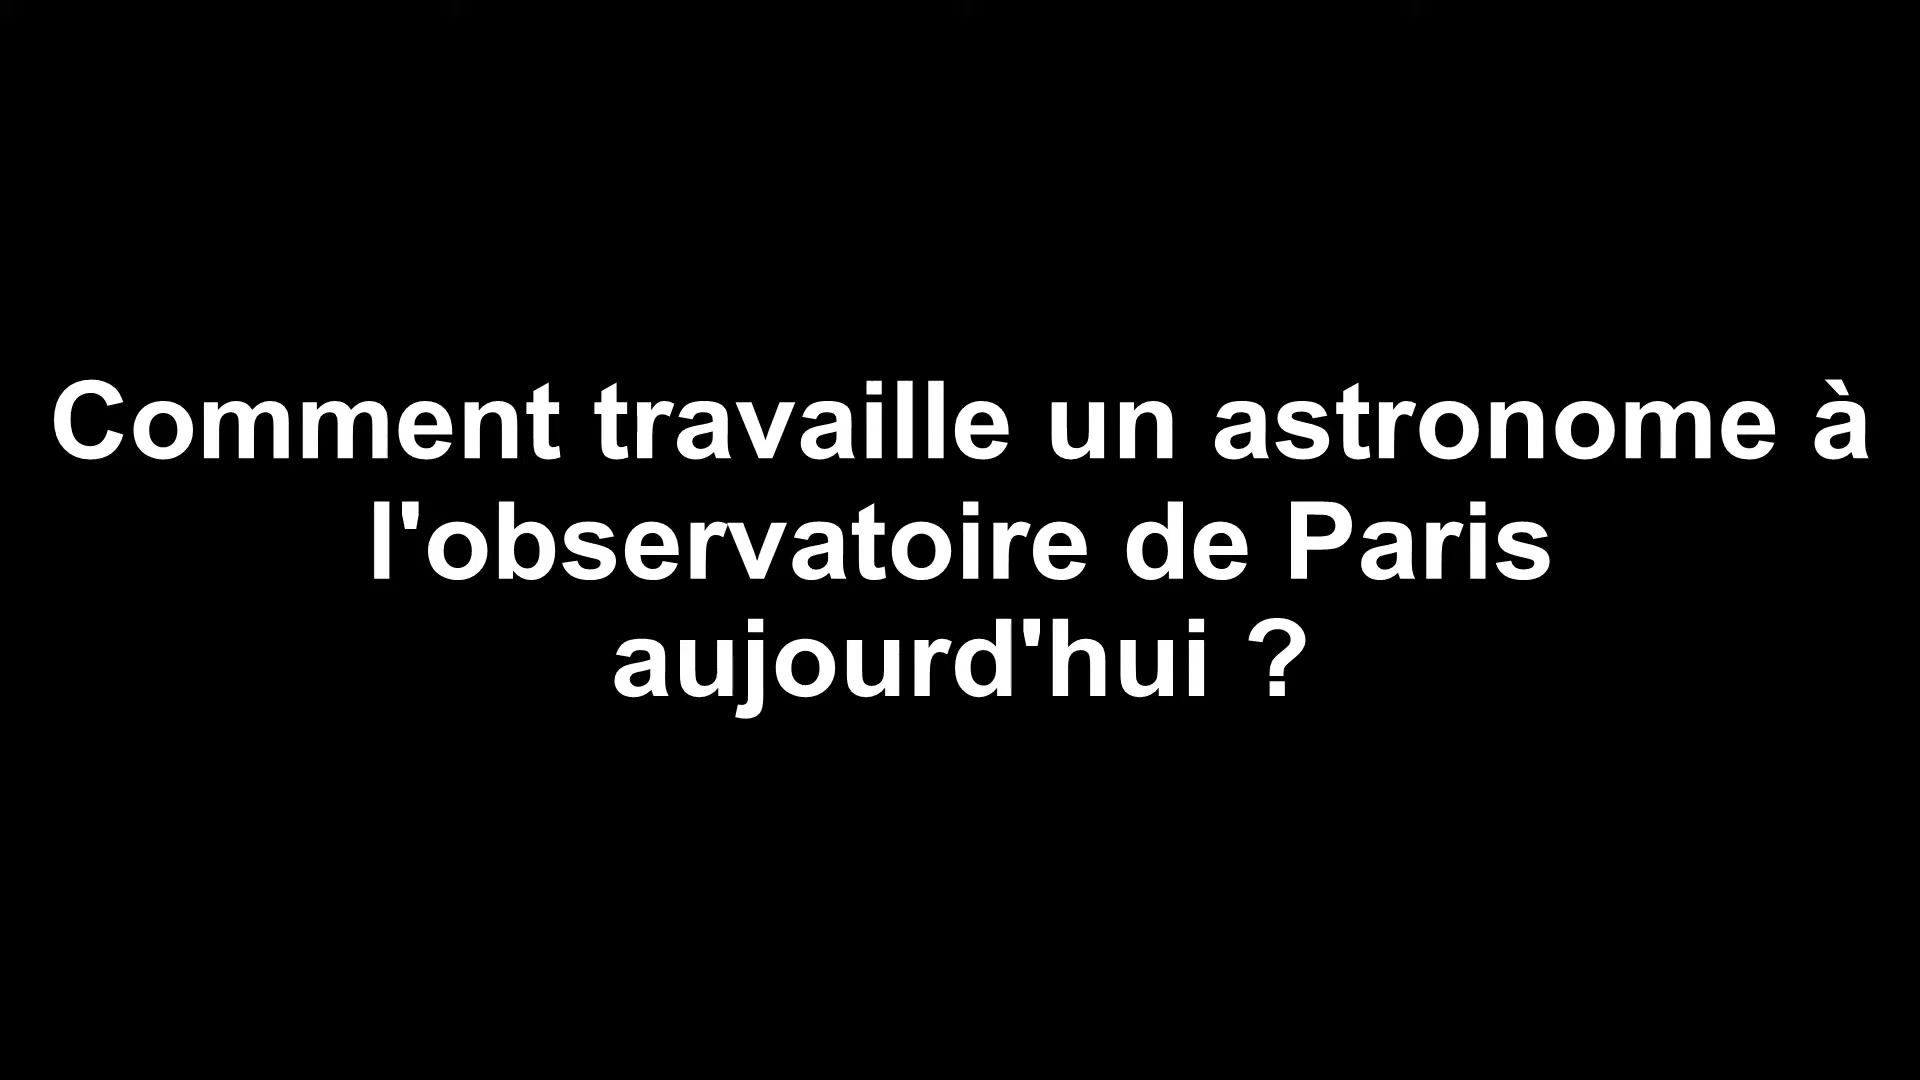 Comment travaille un astronome à
l'observatoire de Paris
aujourd'hui ?